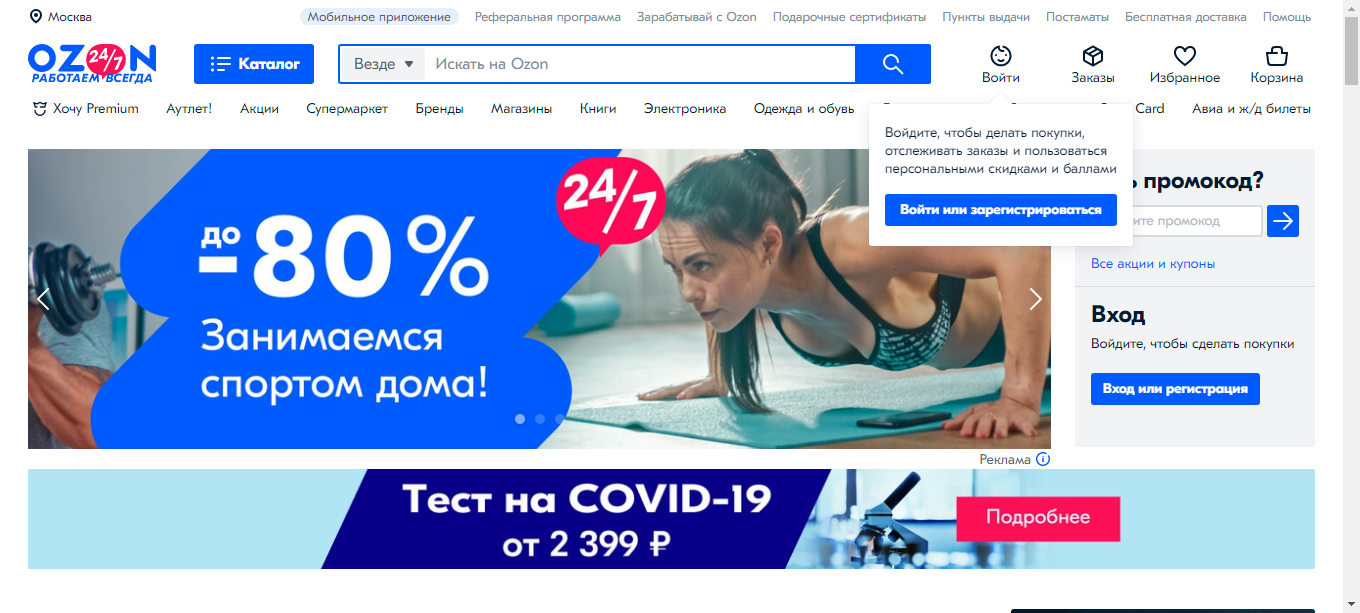 Москва
Мобильное приложение
Реферальная программа
Зарабатывай с Ozon
Подарочные сертификаты
Пункты выдачи
Постаматы
Бесплатная доставка
Помощь
OZON
24/7
РАБОТАЕМ ВСЕГДА
Каталог
Везде
Искать на Ozon
Войти
Заказы
Избранное
Корзина
Хочу Premium
Аутлет!
Акции
Супермаркет
Бренды
Магазины
Книги
Электроника
Одежда и обувь
Card
Авиа и ж/д билеты
Войдите, чтобы делать покупки,
отслеживать заказы и пользоваться
персональными скидками и баллами
Войти или зарегистрироваться
24/7
до
-80%
Занимаемся
спортом дома!
промокод?
промокод
Все акции и купоны
Вход
Войдите, чтобы сделать покупки
Вход или регистрация
Реклама
Тест на COVID-19
от 2 399 ₽
Подробнее